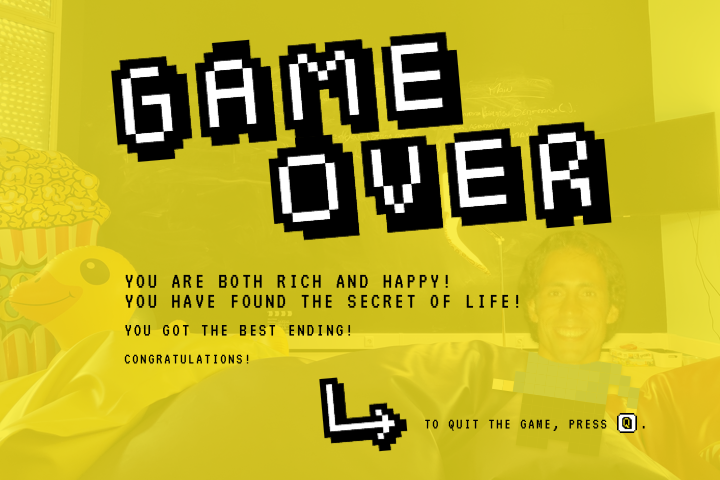 GAME
OVER
YOU ARE BOTH RICH AND HAPPY!
YOU HAVE FOUND THE SECRET OF LIFE!
YOU GOT THE BEST ENDING!
CONGRATULATIONS!
TO QUIT THE GAME, PRESS Q.